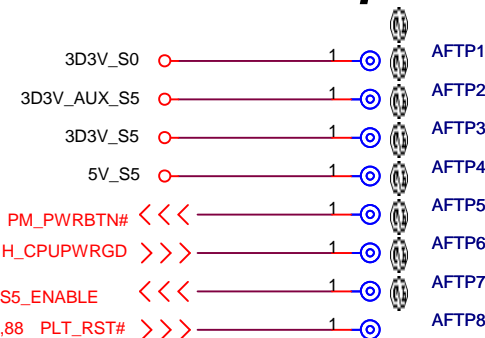 3D3V_S0 1 AFTP1
3D3V_AUX_S5 1 AFTP2
3D3V_S5 1 AFTP3
5V_S5 1 AFTP4
PM_PWRBTN# 1 AFTP5
H_CPUPWRGD 1 AFTP6
S5_ENABLE 1 AFTP7
,88 PLT_RST# 1 AFTP8